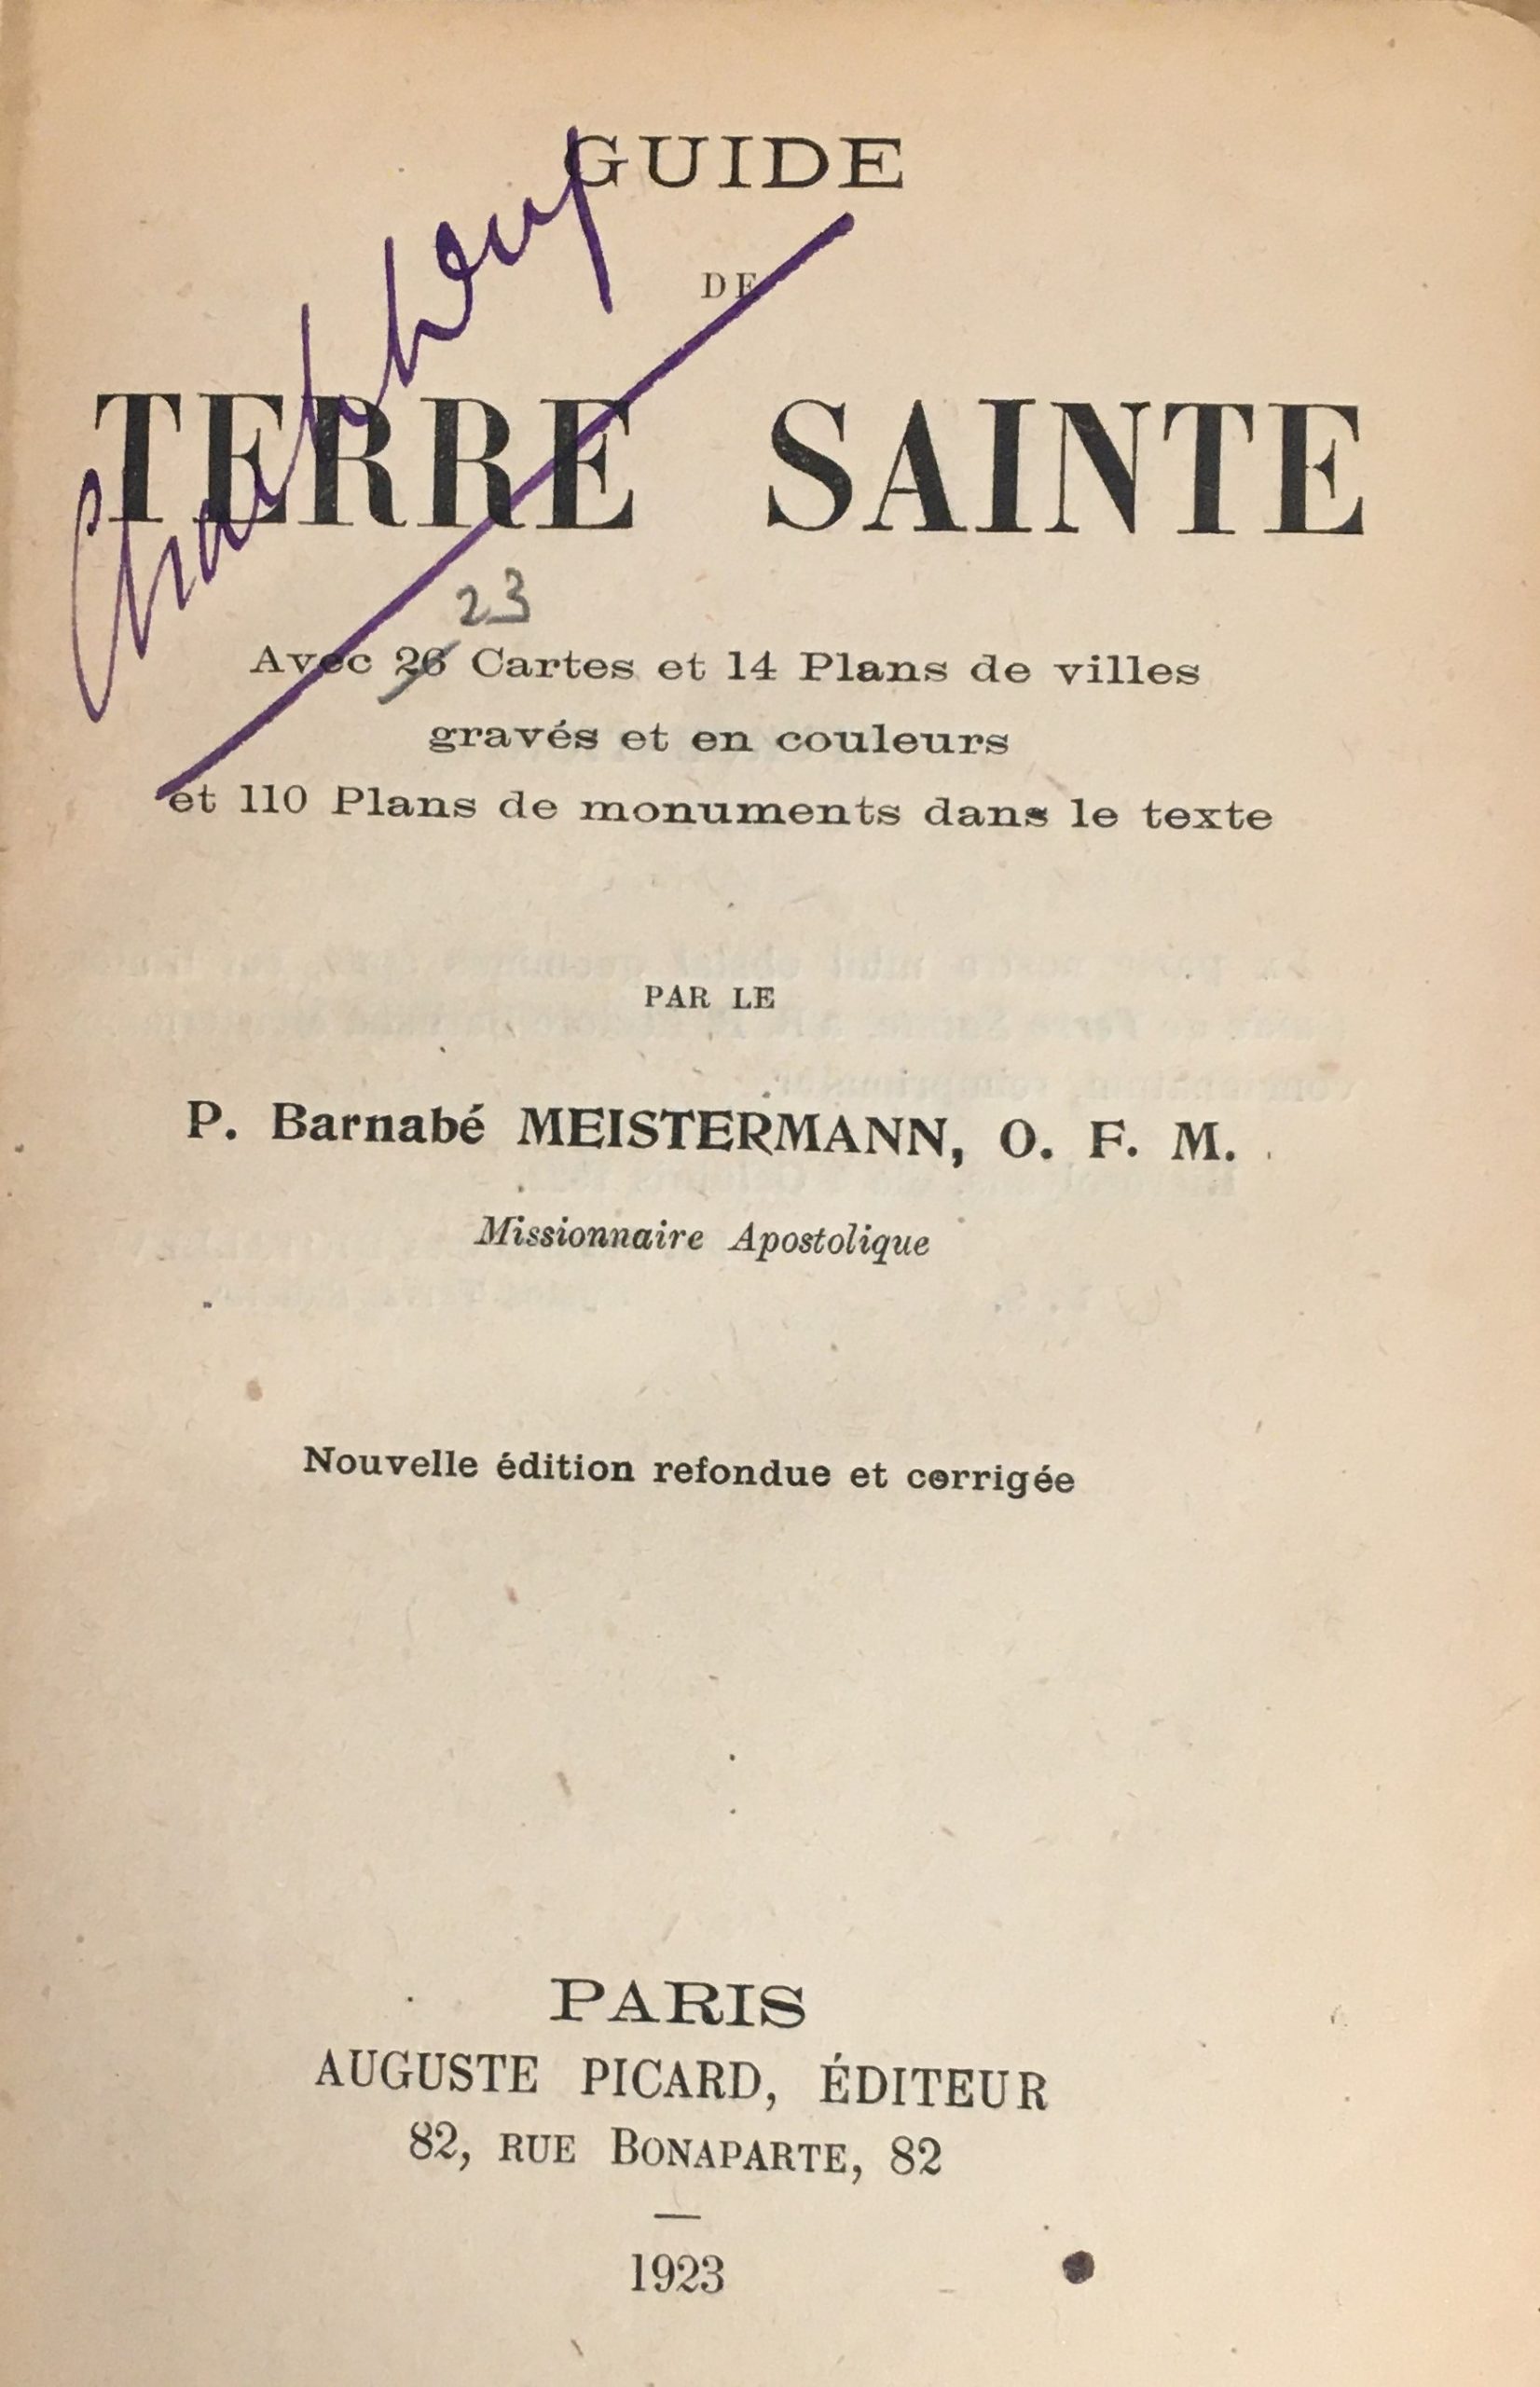 GUIDE
DE
TERRE SAINTE
23
Avec 26 Cartes et 14 Plans de villes
gravés et en couleurs
et 110 Plans de monuments dans le texte
PAR LE
P. Barnabé MEISTERMANN, O. F. M.
Missionnaire Apostolique
Nouvelle édition refondue et corrigée
PARIS
AUGUSTE PICARD, ÉDITEUR
82, RUE BONAPARTE, 82
1923